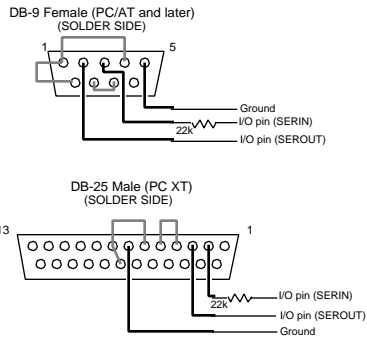 DB-9 Female (PC/AT and later)
(SOLDER SIDE)
1 5
Ground
I/O pin (SERIN)
22k
I/O pin (SEROUT)
DB-25 Male (PC XT)
(SOLDER SIDE)
13 1
I/O pin (SERIN)
22k
I/O pin (SEROUT)
Ground